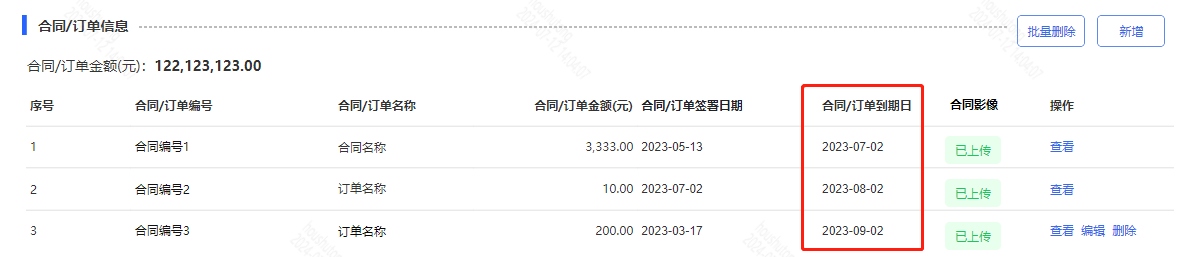 合同/订单信息 批量删除 新增
合同/订单金额(元): 122,123,123.00
序号 合同/订单编号 合同/订单名称 合同/订单金额(元) 合同/订单签署日期 合同/订单到期日 合同影像 操作
1 合同编号1 合同名称 3,333.00 2023-05-13 2023-07-02 已上传 查看
2 合同编号2 订单名称 10.00 2023-07-02 2023-08-02 已上传 查看
3 合同编号3 订单名称 200.00 2023-03-17 2023-09-02 已上传 查看 编辑 删除